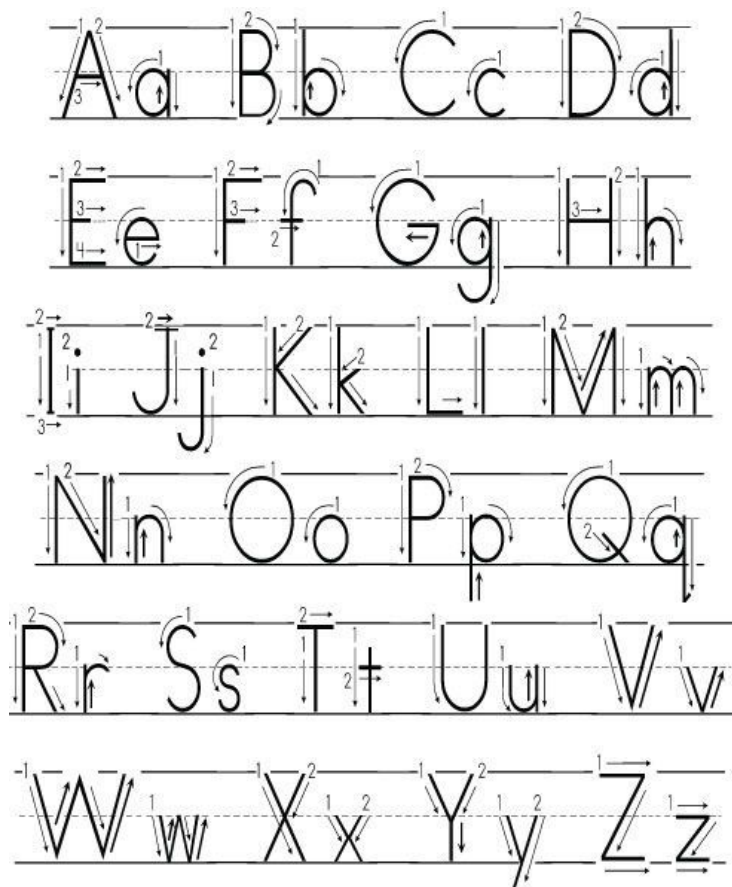 Aa Bb Cc Dd
Ee Ff Gg Hh
Ii Jj Kk Ll Mm
Nn Oo Pp Qq
Rr Ss Tt Uu Vv
Ww Xx Yy Zz